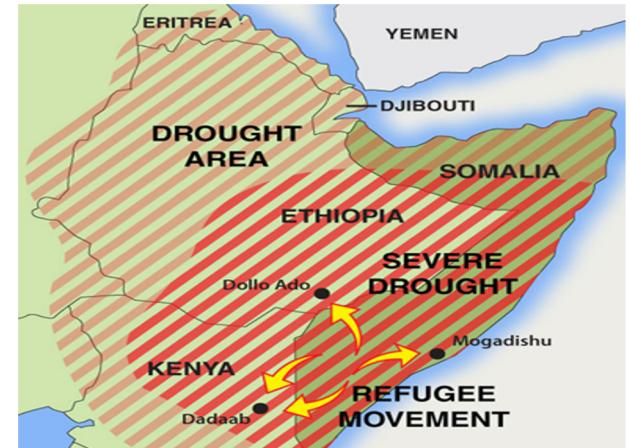 ERITREA
YEMEN
DJIBOUTI
DROUGHT
AREA
SOMALIA
ETHIOPIA
SEVERE
DROUGHT
Dollo Ado
Mogadishu
KENYA
REFUGEE
MOVEMENT
Dadaab